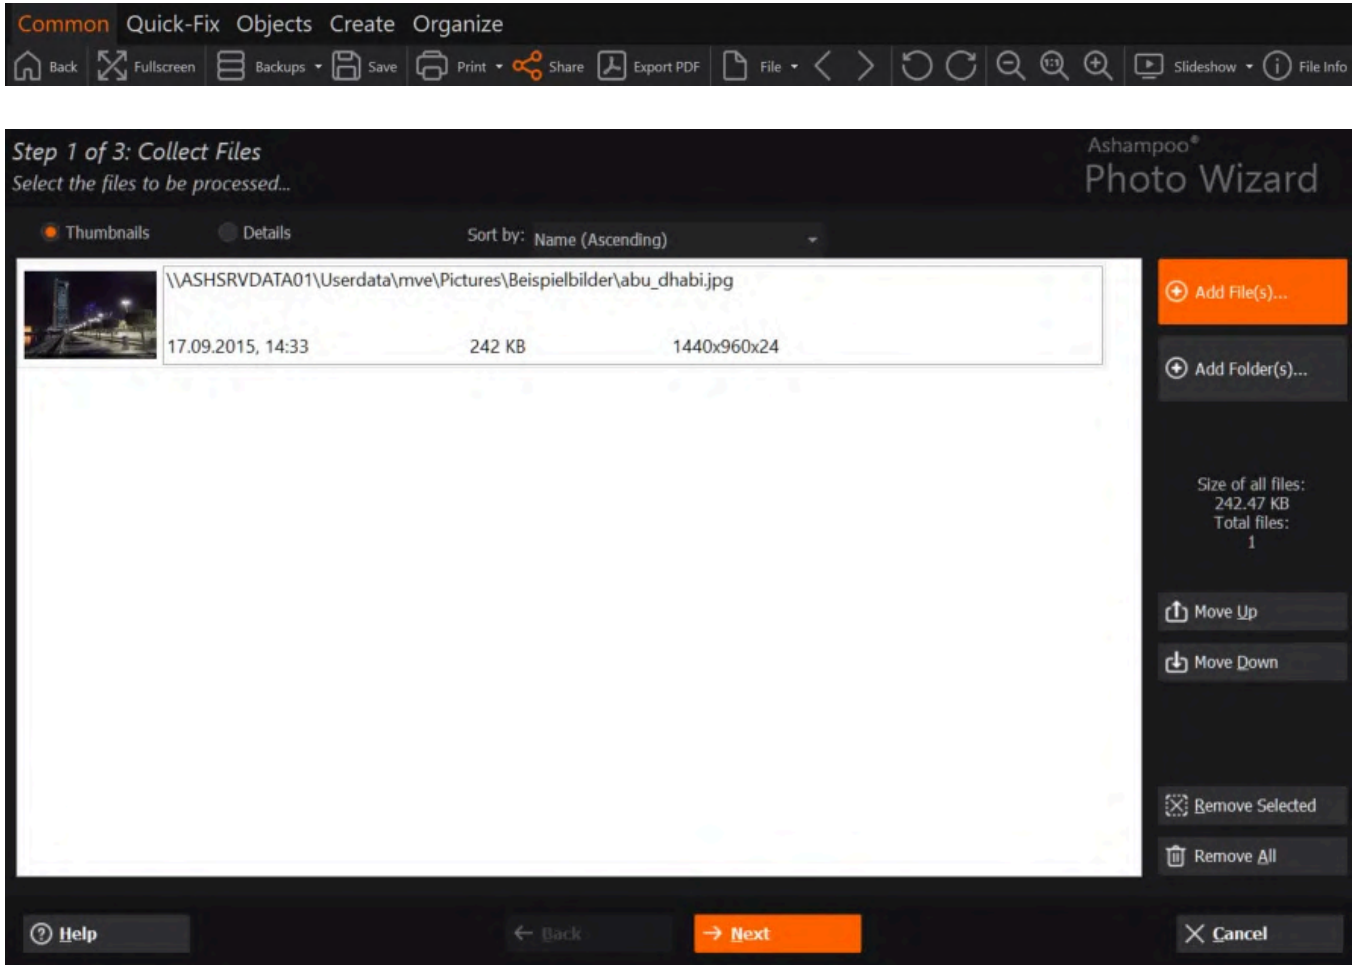 Common Quick-Fix Objects Create Organize
Back Fullscreen Backups Save Print Share Export PDF File 1:1 Slideshow File Info
Step 1 of 3: Collect Files
Select the files to be processed...
Ashampoo®
Photo Wizard
Thumbnails Details Sort by: Name (Ascending)
\\ASHSRVDATA01\Userdata\mve\Pictures\Beispielbilder\abu_dhabi.jpg
17.09.2015, 14:33 242 KB 1440x960x24
Add File(s)...
Add Folder(s)...
Size of all files:
242.47 KB
Total files:
1
Move Up
Move Down
Remove Selected
Remove All
Help Back Next Cancel